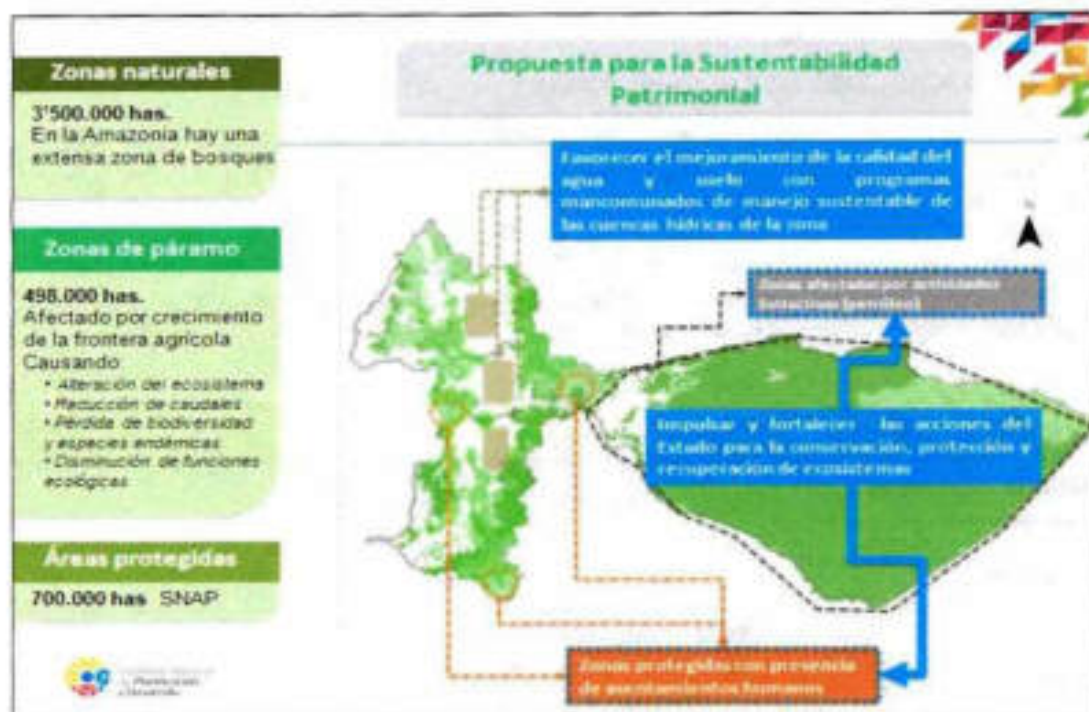 Propuesta para la Sustentabilidad
Patrimonial
Zonas naturales
3'500.000 has.
En la Amazonia hay una
extensa zona de bosques
Zonas de páramo
498.000 has.
Afectado por crecimiento
de la frontera agrícola
Causando
• Alteración del ecosistema
• Reducción de caudales
• Pérdida de biodiversidad
y especies endémicas
• Disminución de funciones
ecológicas
Áreas protegidas
700.000 has SNAP
Favorecer el mejoramiento de la calidad del
agua y suelo con programas
mancomunados de manejo sustentable de
las cuencas hídricas de la zona
Zonas afectadas por actividades
Impulsar y fortalecer las acciones del
Estado para la conservación, protección y
recuperación de ecosistemas
Zonas protegidas con presencia
de asentamientos humanos